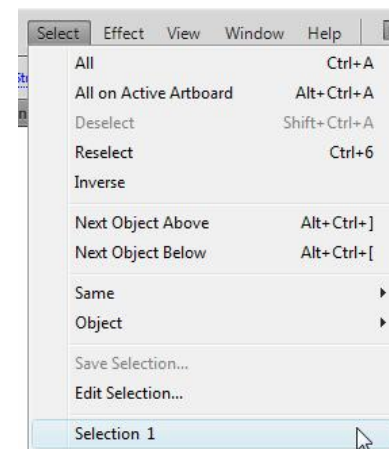 Select Effect View Window Help
All Ctrl+A
All on Active Artboard Alt+Ctrl+A
Deselect Shift+Ctrl+A
Reselect Ctrl+6
Inverse
Next Object Above Alt+Ctrl+]
Next Object Below Alt+Ctrl+[
Same
Object
Save Selection...
Edit Selection...
Selection 1